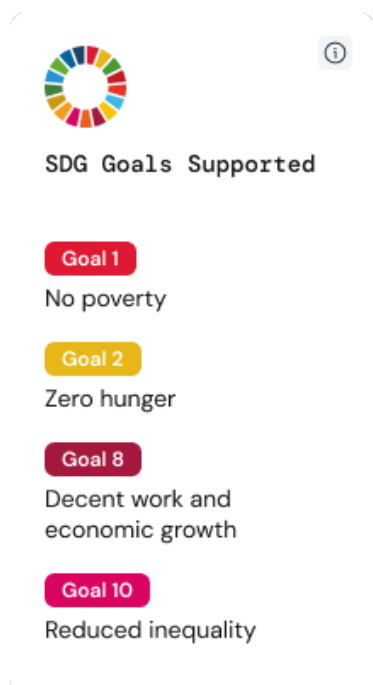 SDG Goals Supported
Goal 1
No poverty
Goal 2
Zero hunger
Goal 8
Decent work and
economic growth
Goal 10
Reduced inequality